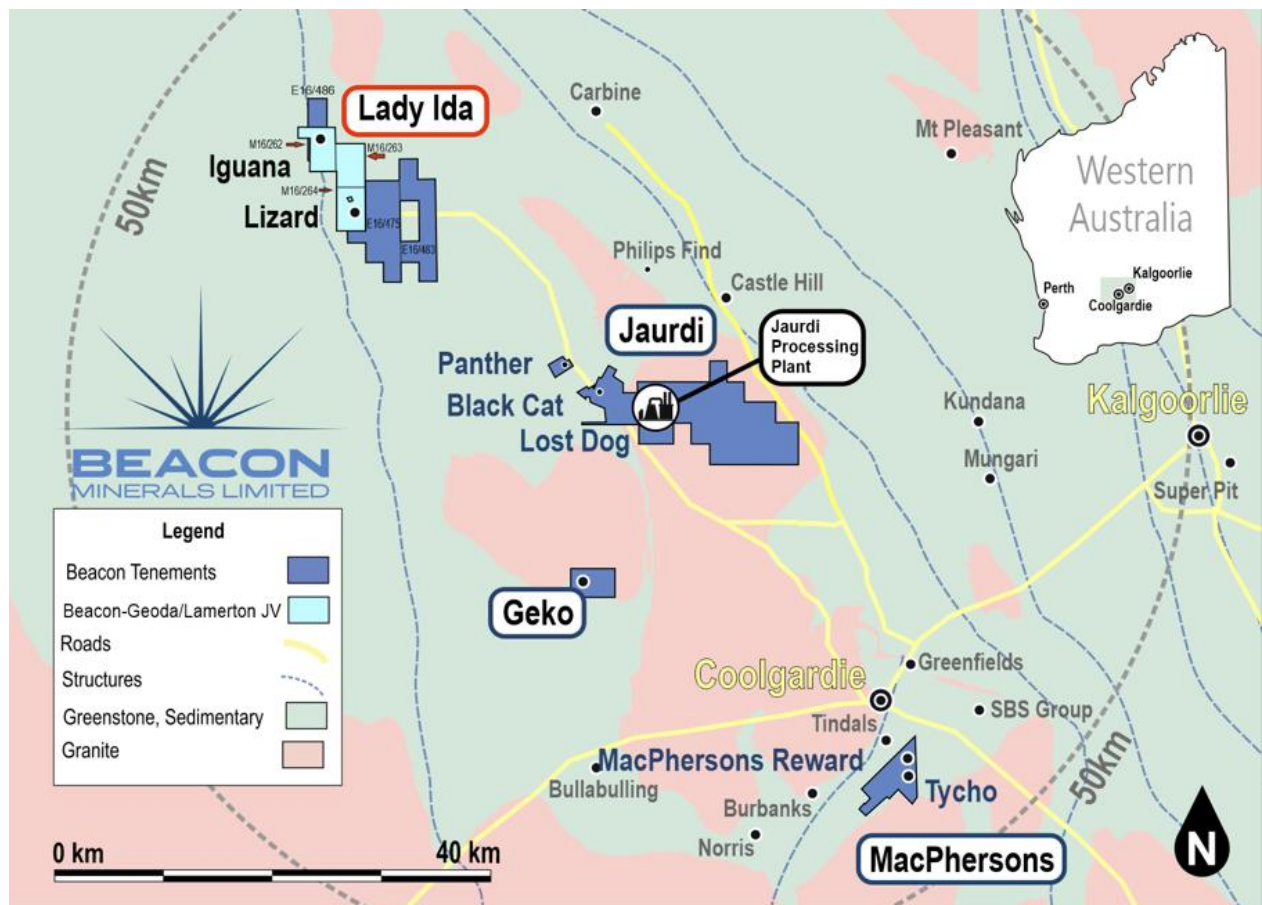 E16/486
Lady Ida
M16/262
M16/263
Iguana
M16/264
Lizard
E16/475
E16/483
50km
Carbine
Mt Pleasant
Western
Australia
Perth
Kalgoorlie
Coolgardie
Philips Find
Castle Hill
Jaurdi
Jaurdi
Processing
Plant
Panther
Black Cat
Lost Dog
Kundana
Mungari
Kalgoorlie
Super Pit
BEACON
MINERALS LIMITED
Legend
Beacon Tenements
Beacon-Geoda/Lamerton JV
Roads
Structures
Greenstone, Sedimentary
Granite
Geko
Coolgardie
Greenfields
SBS Group
Tindals
MacPhersons Reward
Tycho
Bullabulling
Burbanks
Norris
MacPhersons
50km
0 km
40 km
N